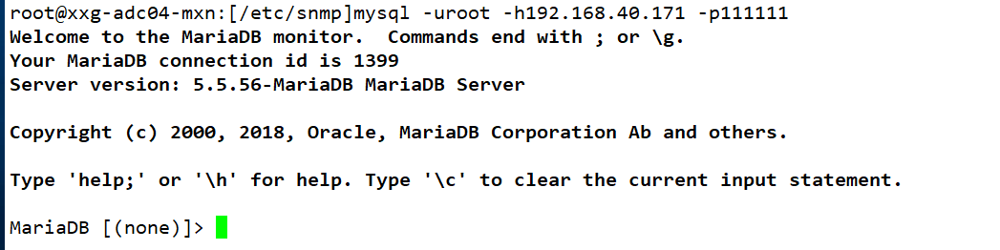 root@xxg-adc04-mxn:[/etc/snmp]mysql -uroot -h192.168.40.171 -p111111
Welcome to the MariaDB monitor.  Commands end with ; or \g.
Your MariaDB connection id is 1399
Server version: 5.5.56-MariaDB MariaDB Server
Copyright (c) 2000, 2018, Oracle, MariaDB Corporation Ab and others.
Type 'help;' or '\h' for help. Type '\c' to clear the current input statement.
MariaDB [(none)]>